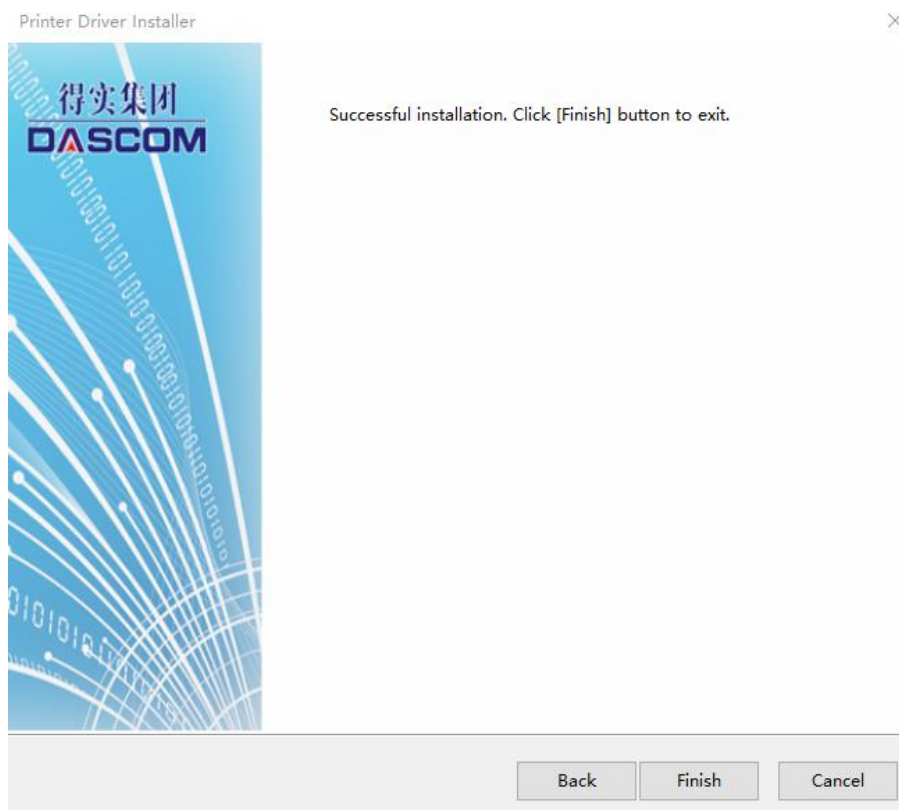 Printer Driver Installer
得实集团
DASCOM
Successful installation. Click [Finish] button to exit.
Back
Finish
Cancel